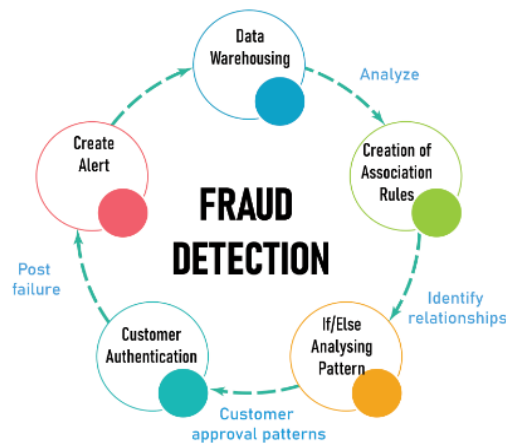 Data
Warehousing
Analyze
Creation of
Association
Rules
Identify
relationships
If/Else
Analysing
Pattern
Customer
approval patterns
Customer
Authentication
Post
failure
Create
Alert
FRAUD
DETECTION